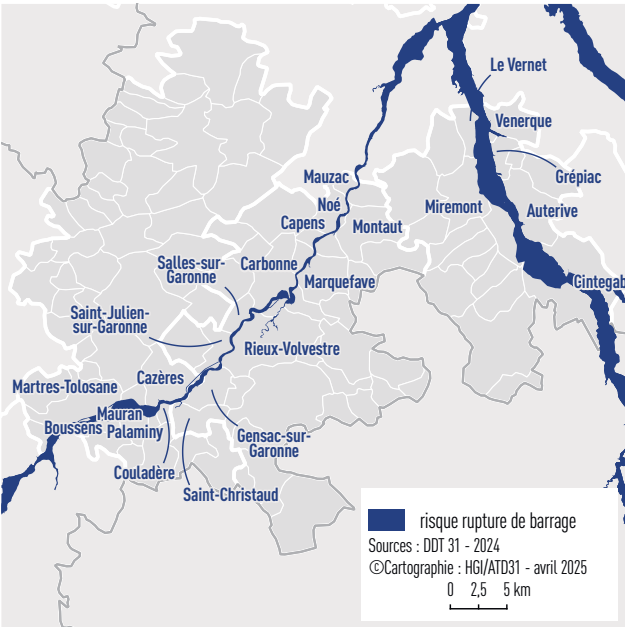 Le Vernet
Venerque
Grépiac
Mauzac
Noé
Miremont
Auterive
Capens
Montaut
Salles-sur-
Garonne
Carbonne
Marquefave
Cintegab
Saint-Julien-
sur-Garonne
Rieux-Volvestre
Martres-Tolosane
Cazères
Mauran
Boussens
Palaminy
Gensac-sur-
Garonne
Couladère
Saint-Christaud
risque rupture de barrage
Sources : DDT 31 - 2024
©Cartographie : HGI/ATD31 - avril 2025
0 2,5 5 km